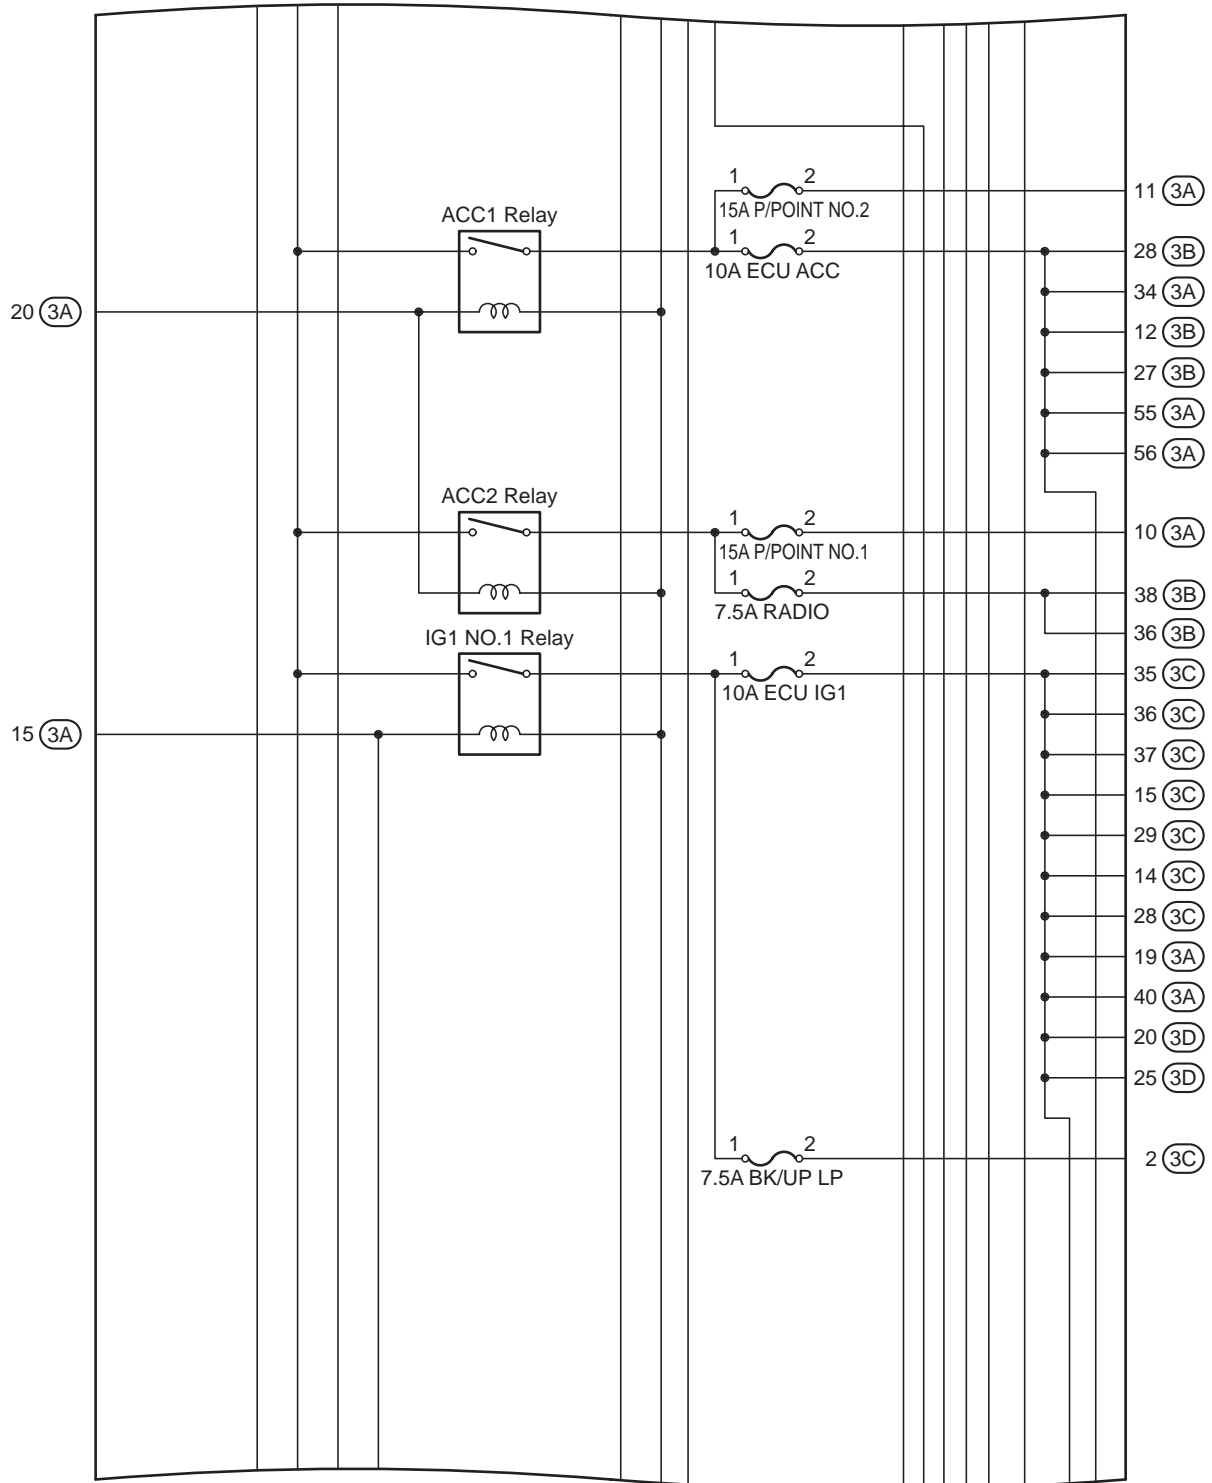 1 2
15A P/POINT NO.2
11 3A
ACC1 Relay
1 2
10A ECU ACC
28 3B
34 3A
20 3A
12 3B
27 3B
55 3A
56 3A
ACC2 Relay
1 2
15A P/POINT NO.1
10 3A
1 2
7.5A RADIO
38 3B
36 3B
IG1 NO.1 Relay
1 2
10A ECU IG1
35 3C
36 3C
15 3A
37 3C
15 3C
29 3C
14 3C
28 3C
19 3A
40 3A
20 3D
25 3D
1 2
7.5A BK/UP LP
2 3C